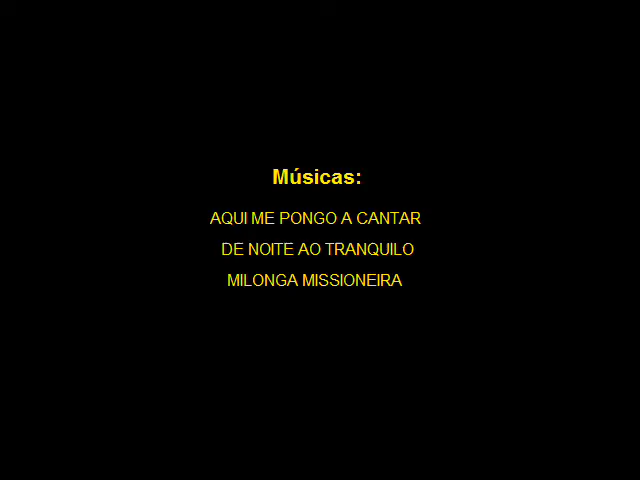 Músicas:
AQUI ME PONGO A CANTAR
DE NOITE AO TRANQUILO
MILONGA MISSIONEIRA